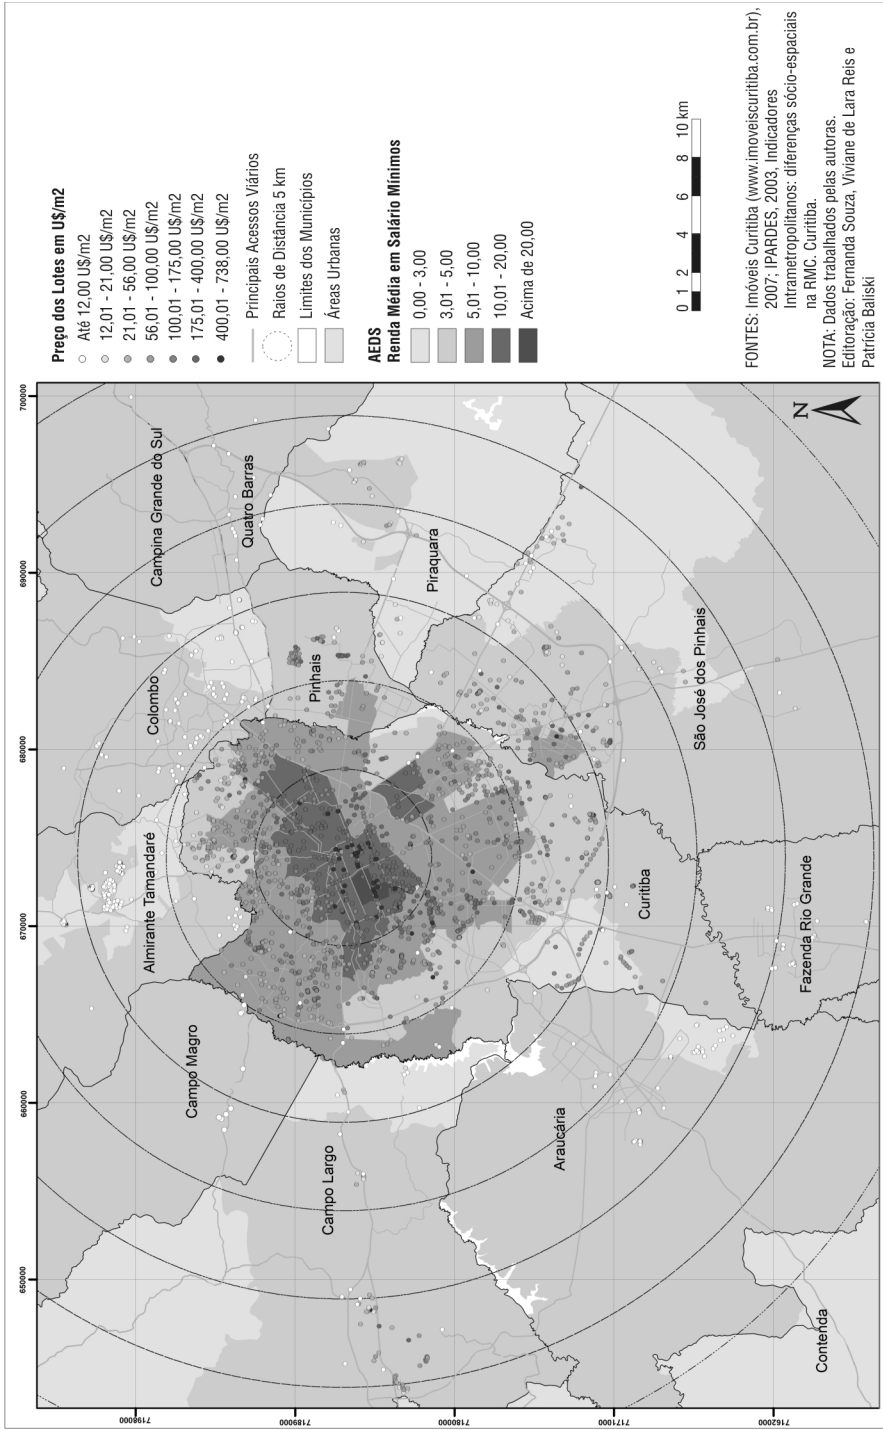 Preço dos Lotes em U$/m2
Até 12,00 U$/m2
12,01 - 21,00 U$/m2
21,01 - 56,00 U$/m2
56,01 - 100,00 U$/m2
100,01 - 175,00 U$/m2
175,01 - 400,00 U$/m2
400,01 - 738,00 U$/m2
Principais Acessos Viários
Raios de Distância 5 km
Limites dos Municípios
Áreas Urbanas
AEDS
Renda Média em Salário Mínimos
0,00 - 3,00
3,01 - 5,00
5,01 - 10,00
10,01 - 20,00
Acima de 20,00
0 1 2 4 6 8 10 km
FONTES: Imóveis Curitiba (www.imoveiscuritiba.com.br),
2007; IPARDES, 2003, Indicadores
Intrametropolitanos: diferenças sócio-espaciais
na RMC. Curitiba.
NOTA: Dados trabalhados pelas autoras.
Editoração: Fernanda Souza, Viviane de Lara Reis e
Patrícia Baliski
650000
660000
670000
680000
690000
700000
7198000
7189000
7180000
7171000
7162000
Campina Grande do Sul
Quatro Barras
Colombo
Pinhais
Piraquara
Almirante Tamandaré
São José dos Pinhais
Campo Magro
Curitiba
Campo Largo
Araucária
Fazenda Rio Grande
Contenda
N